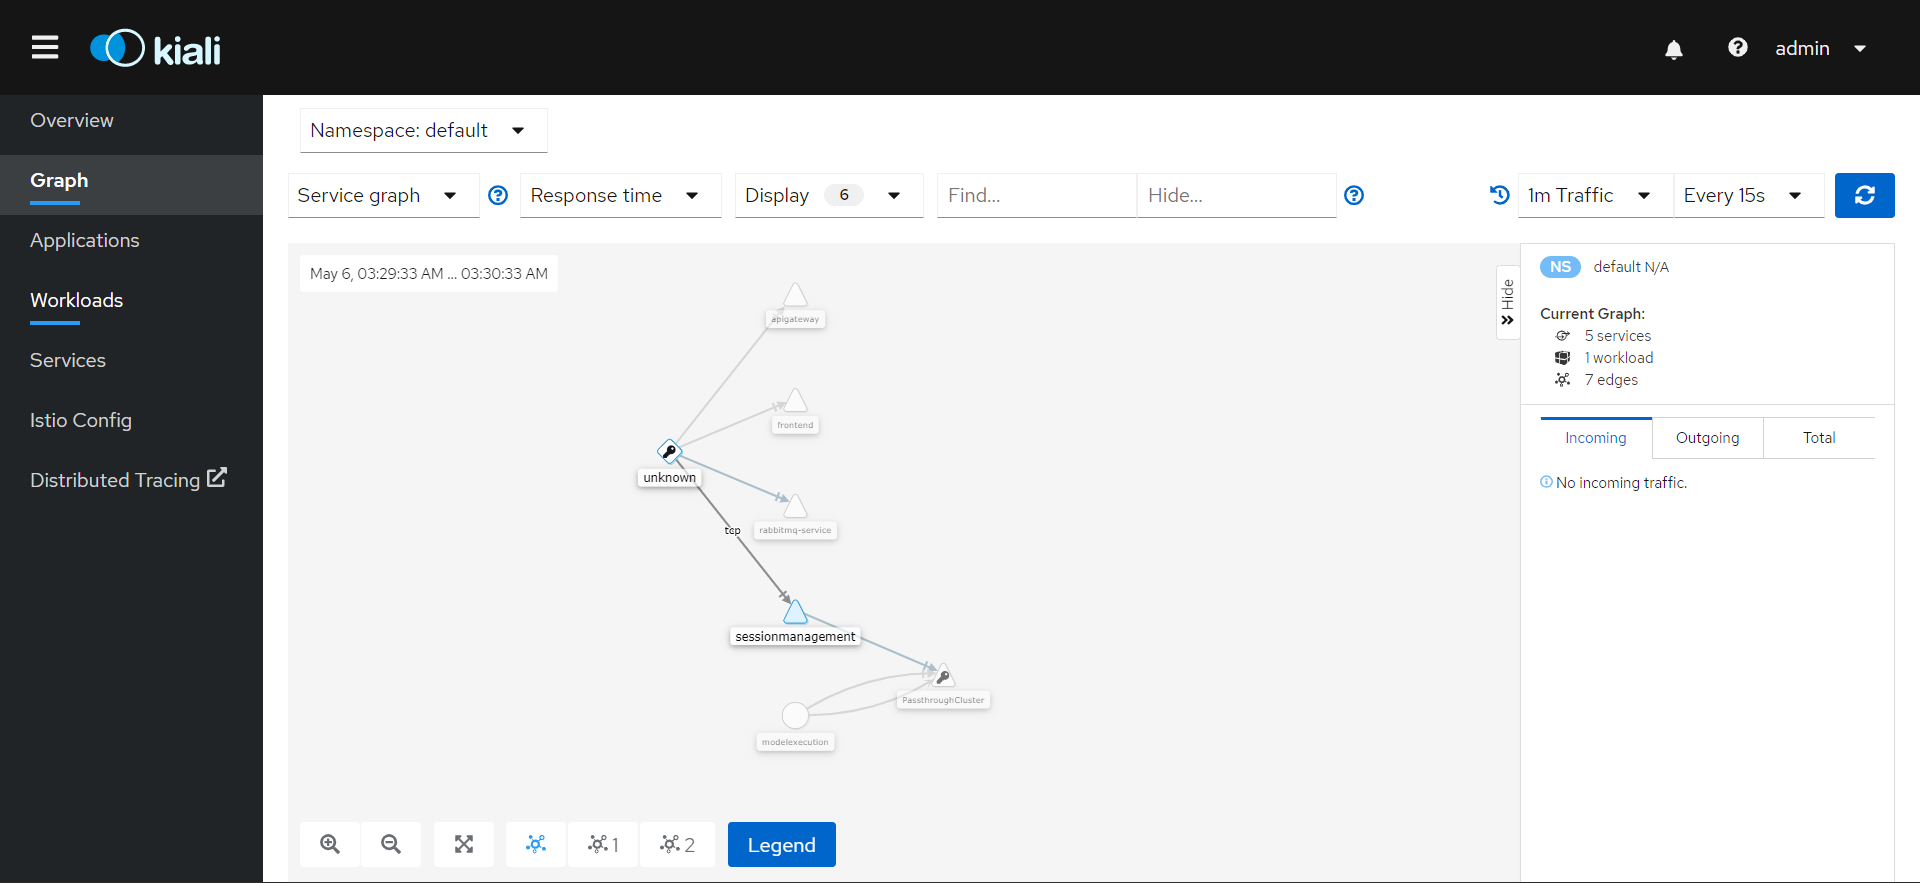 kiali
admin
Overview
Graph
Applications
Workloads
Services
Istio Config
Distributed Tracing
Namespace: default
Service graph
Response time
Display 6
Find...
Hide...
1m Traffic
Every 15s
May 6, 03:29:33 AM ... 03:30:33 AM
apigateway
frontend
unknown
tcp
rabbitmq-service
sessionmanagement
PassthroughCluster
modelexecution
1
2
Legend
Hide
NS default N/A
Current Graph:
5 services
1 workload
7 edges
Incoming
Outgoing
Total
No incoming traffic.